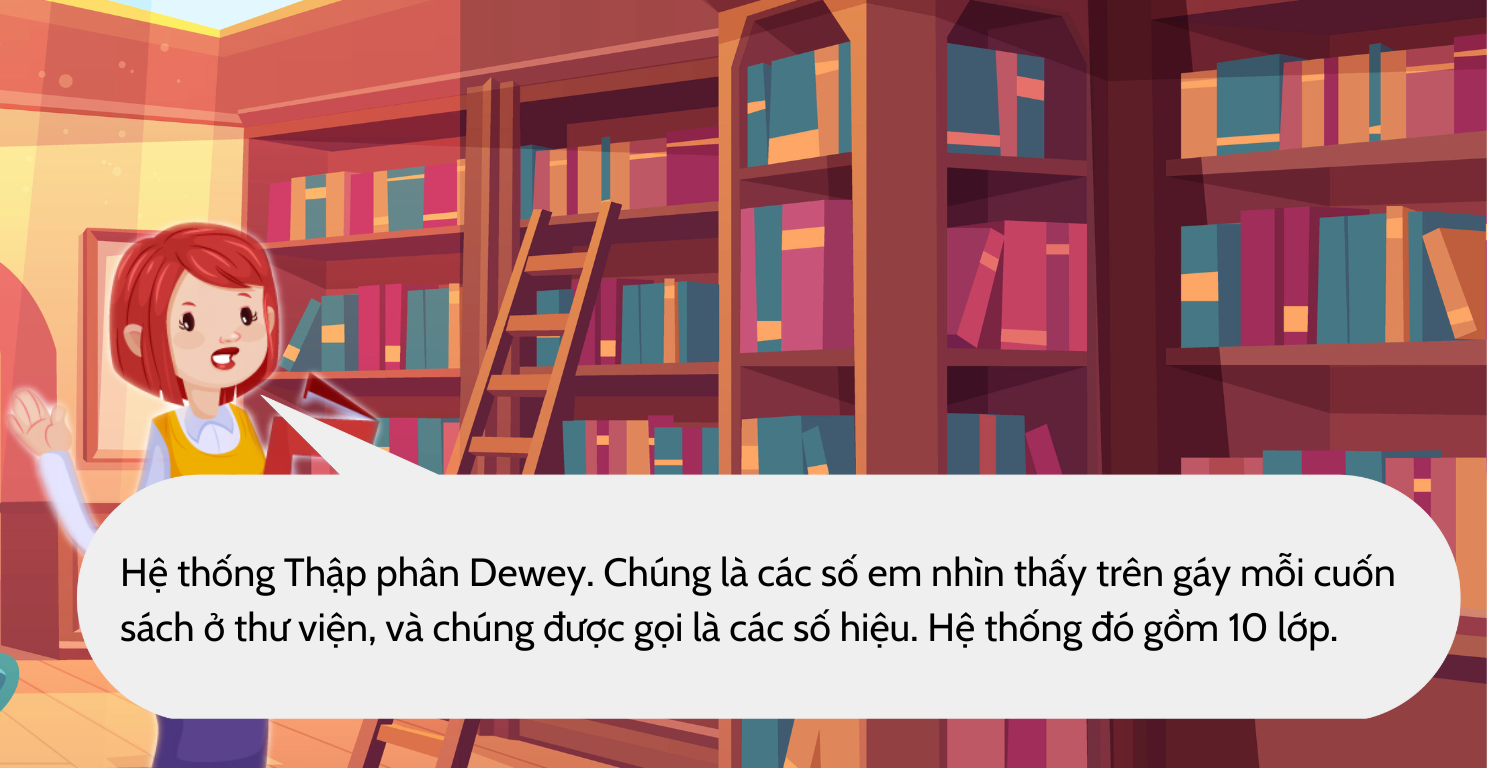 Hệ thống Thập phân Dewey. Chúng là các số em nhìn thấy trên gáy mỗi cuốn
sách ở thư viện, và chúng được gọi là các số hiệu. Hệ thống đó gồm 10 lớp.